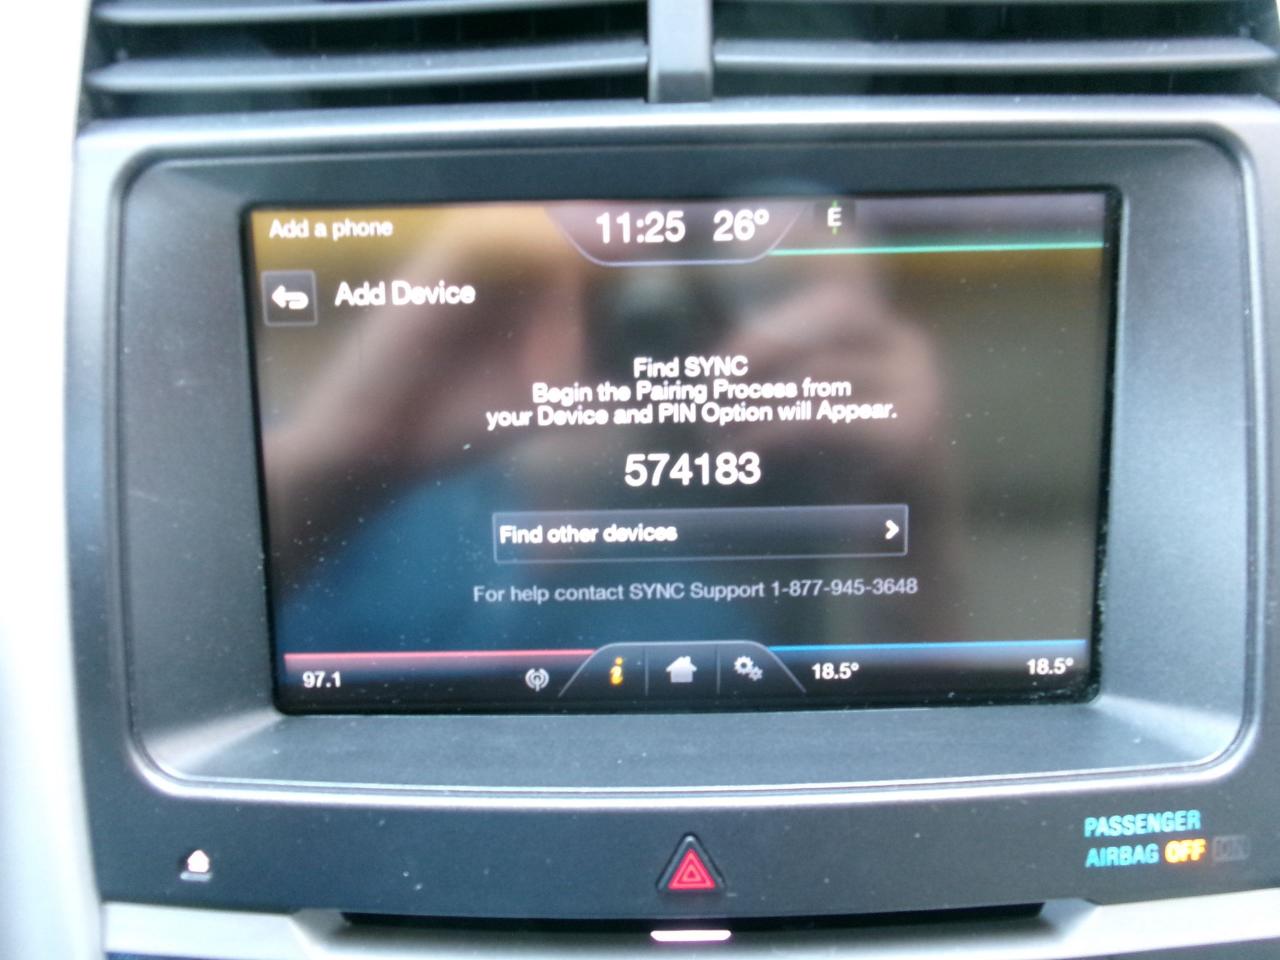 Add a phone
11:25 26° E
Add Device
Find SYNC
Begin the Pairing Process from
your Device and PIN Option will Appear.
574183
Find other devices
For help contact SYNC Support 1-877-945-3648
97.1 i 18.5° 18.5°
PASSENGER
AIRBAG OFF